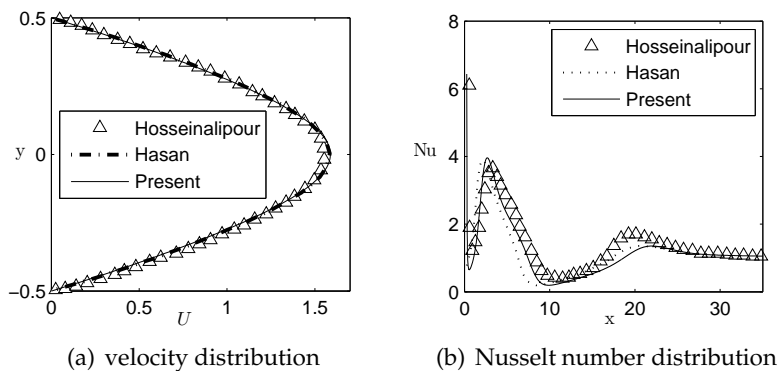 0.5
0
−0.5
y
Hosseinalipour
Hasan
Present
0 0.5 1 1.5
U
(a) velocity distribution
8
6
4
2
0
Nu
Hosseinalipour
Hasan
Present
0 10 20 30
x
(b) Nusselt number distribution